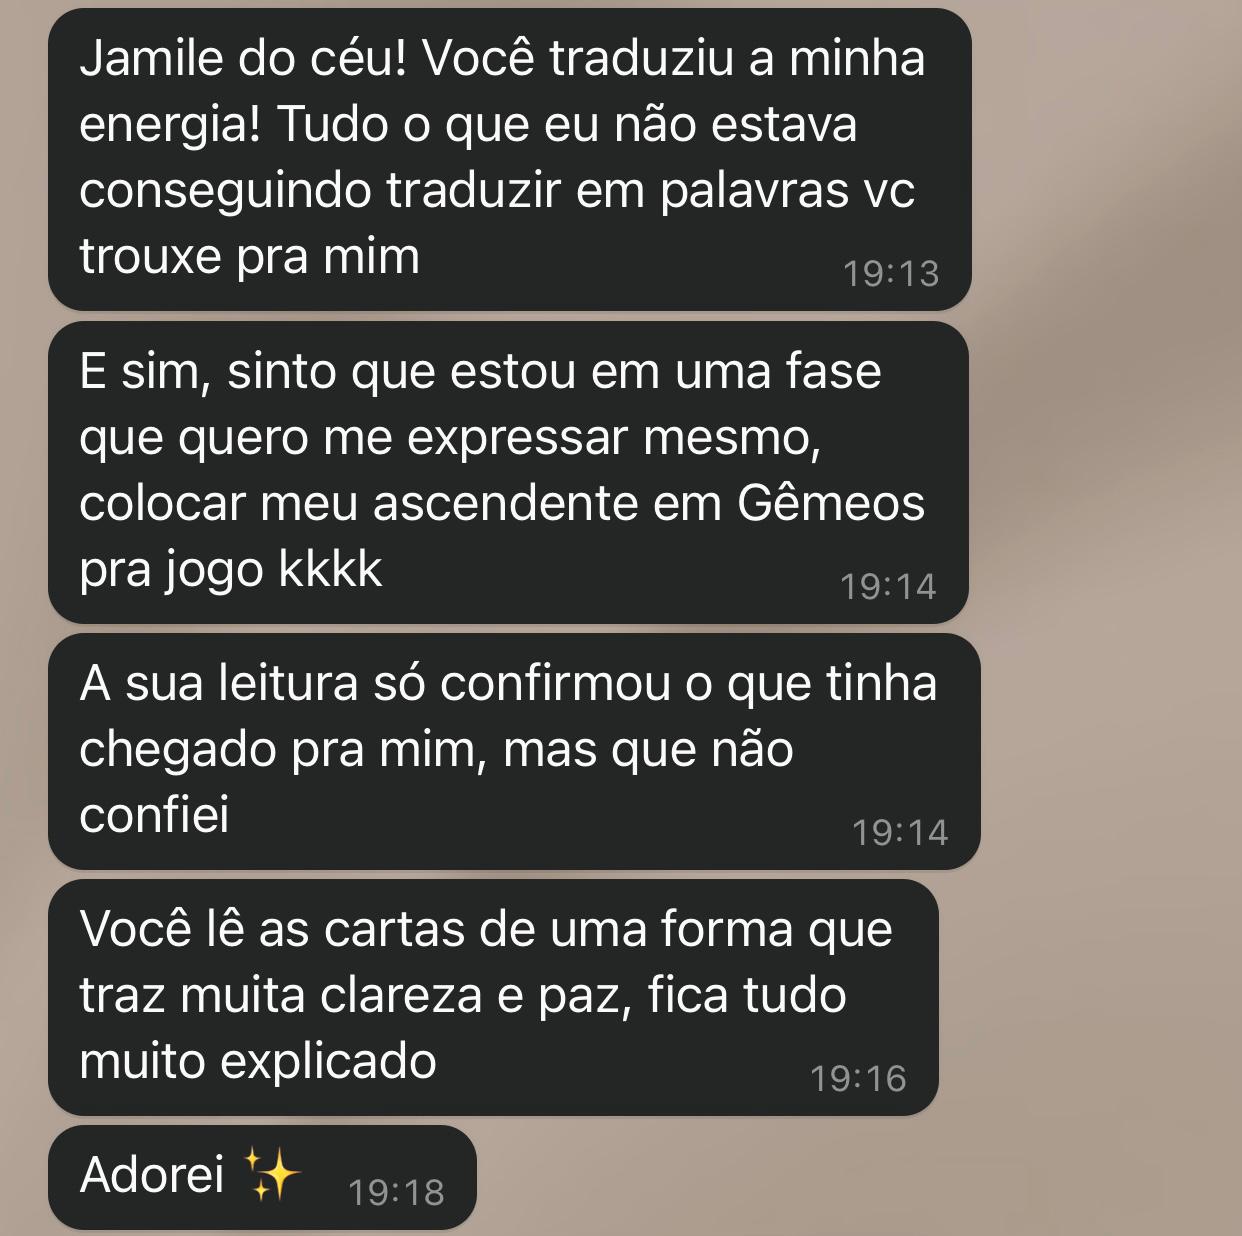 Jamile do céu! Você traduziu a minha
energia! Tudo o que eu não estava
conseguindo traduzir em palavras vc
trouxe pra mim
19:13
E sim, sinto que estou em uma fase
que quero me expressar mesmo,
colocar meu ascendente em Gêmeos
pra jogo kkkk
19:14
A sua leitura só confirmou o que tinha
chegado pra mim, mas que não
confiei
19:14
Você lê as cartas de uma forma que
traz muita clareza e paz, fica tudo
muito explicado
19:16
Adorei ✨ 19:18